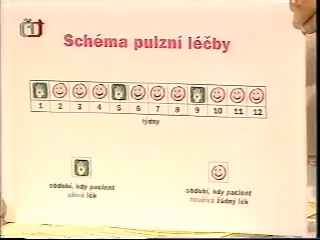 Schéma pulzní léčby
1 2 3 4 5 6 7 8 9 10 11 12
týdny
období, kdy pacient
užívá lék
období, kdy pacient
neužívá žádný lék